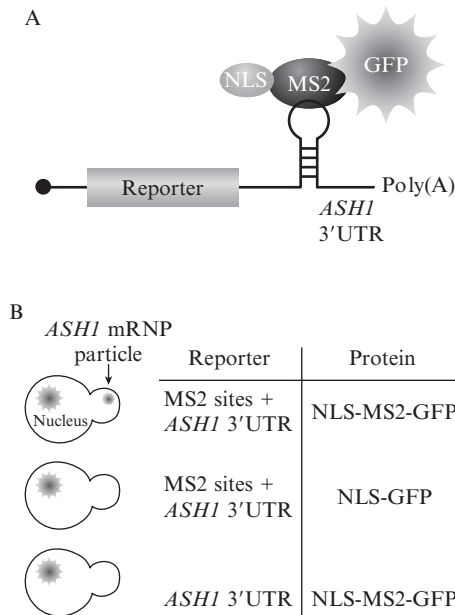 A
NLS MS2 GFP
Reporter
Poly(A)
ASH1
3′UTR
B
ASH1 mRNP
particle
Reporter Protein
Nucleus
MS2 sites +
ASH1 3′UTR
NLS-MS2-GFP
MS2 sites +
ASH1 3′UTR
NLS-GFP
ASH1 3′UTR NLS-MS2-GFP